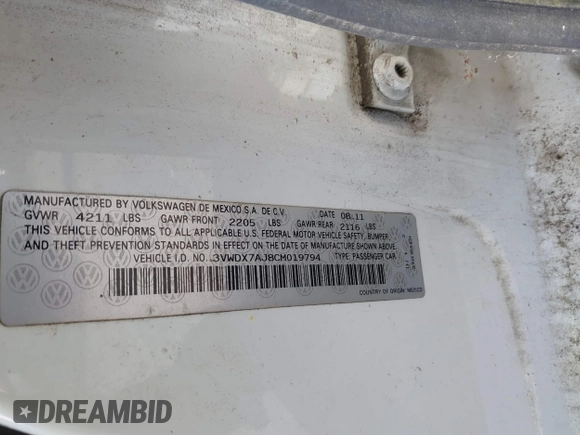 MANUFACTURED BY VOLKSWAGEN DE MEXICO S.A. DE C.V. DATE 08.11
GVWR 4211 LBS GAWR FRONT 2205 LBS GAWR REAR 2116 LBS
THIS VEHICLE CONFORMS TO ALL APPLICABLE U.S. FEDERAL MOTOR VEHICLE SAFETY, BUMPER,
AND THEFT PREVENTION STANDARDS IN EFFECT ON THE DATE OF MANUFACTURE SHOWN ABOVE.
VEHICLE I.D. NO. 3VWDX7AJ8CM019794 TYPE: PASSENGER CAR
COUNTRY OF ORIGIN: MEXICO
DREAMBID